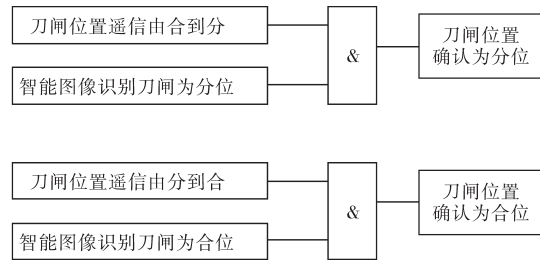 刀闸位置遥信由合到分
&
刀闸位置
确认为分位
智能图像识别刀闸为分位
刀闸位置遥信由分到合
&
刀闸位置
确认为合位
智能图像识别刀闸为合位